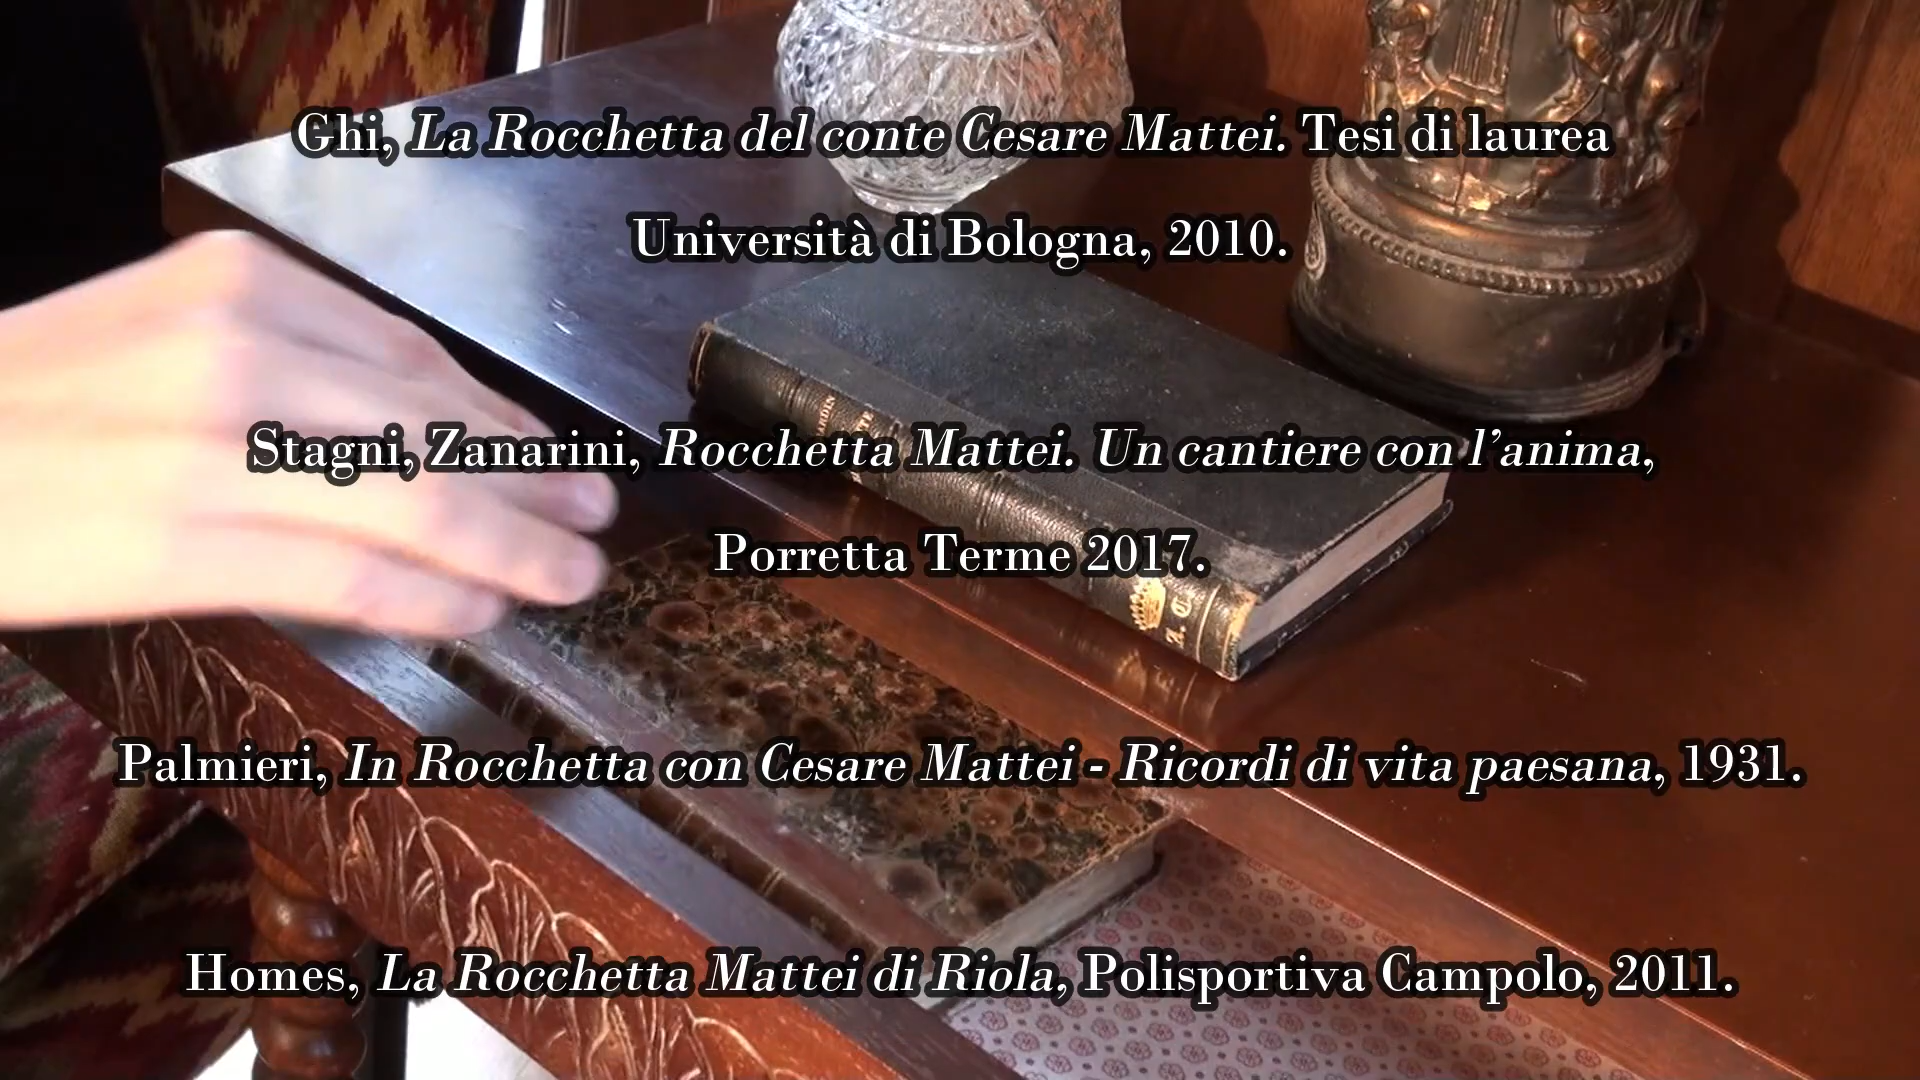 Ghi, La Rocchetta del conte Cesare Mattei. Tesi di laurea
Università di Bologna, 2010.
Stagni, Zanarini, Rocchetta Mattei. Un cantiere con l'anima,
Porretta Terme 2017.
Palmieri, In Rocchetta con Cesare Mattei - Ricordi di vita paesana, 1931.
Homes, La Rocchetta Mattei di Riola, Polisportiva Campolo, 2011.
A. C.